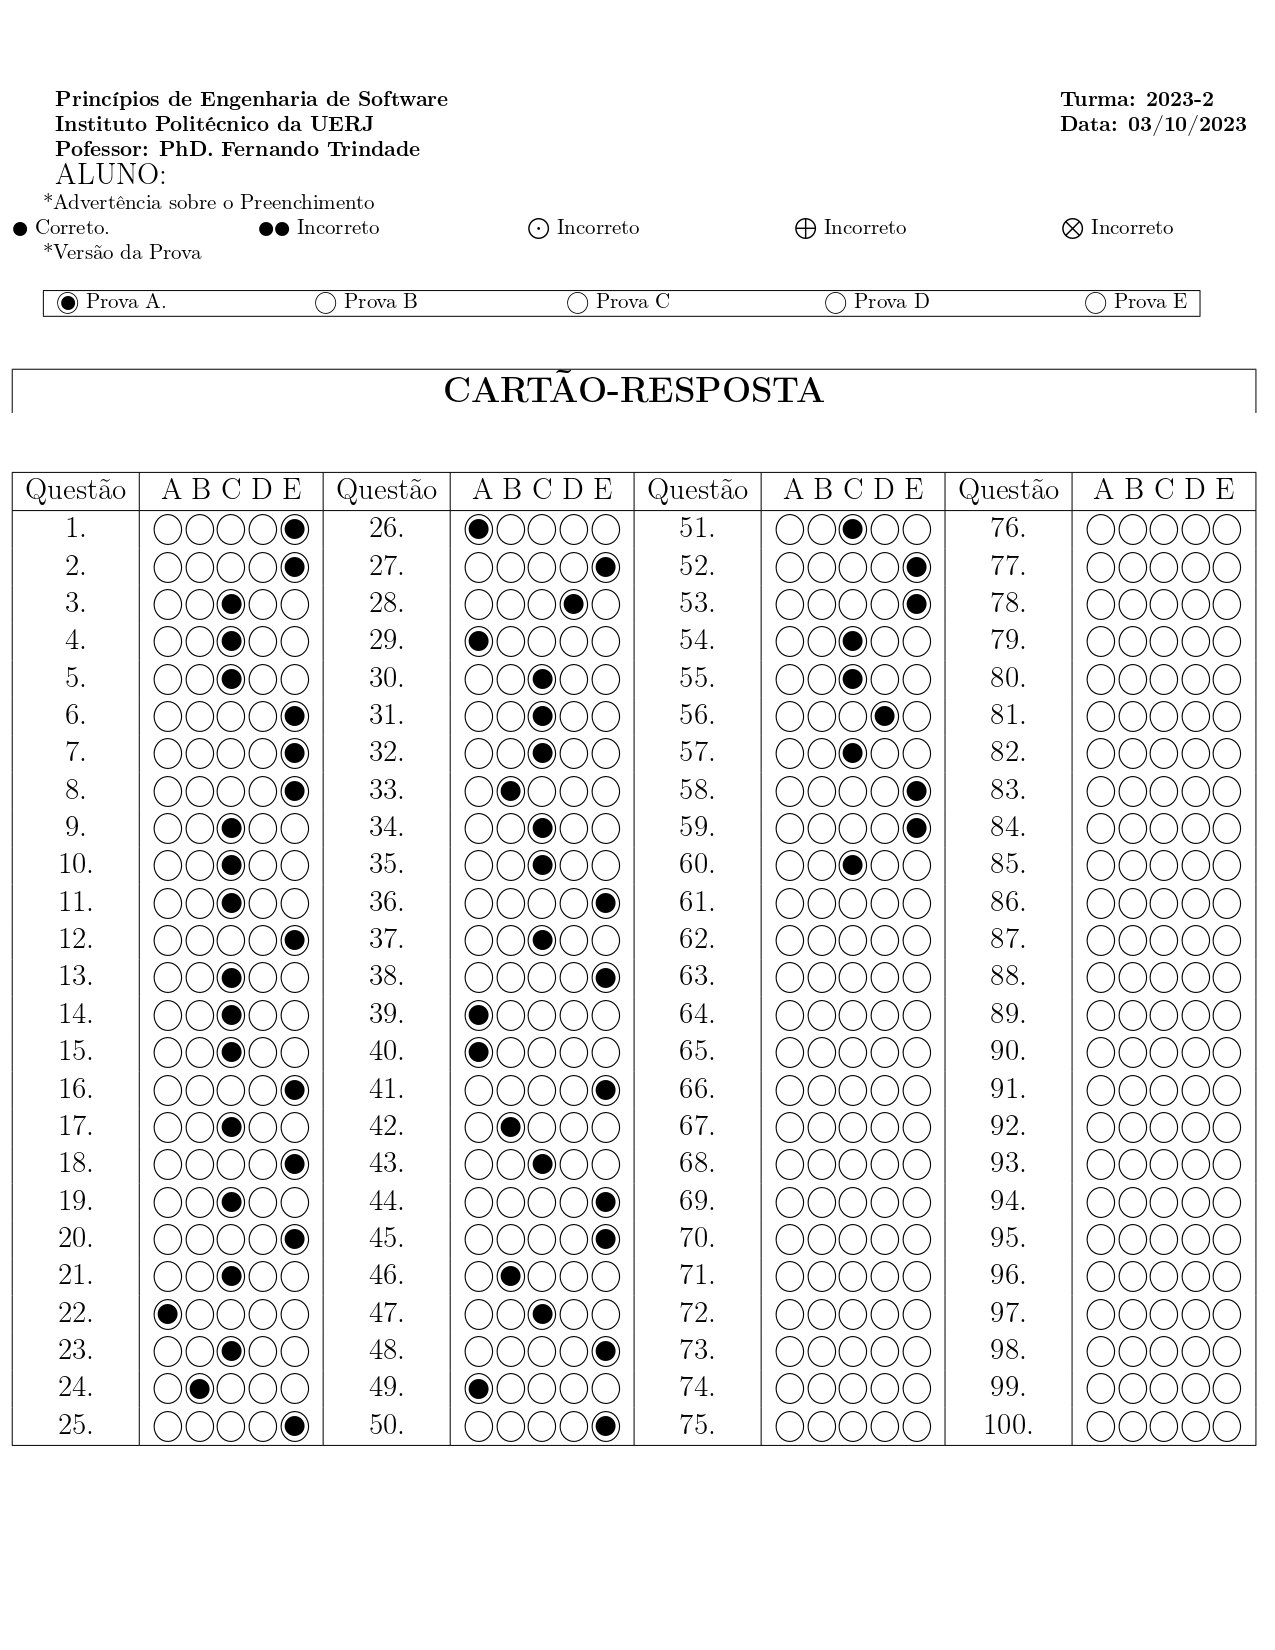 Princípios de Engenharia de Software Turma: 2023-2
Instituto Politécnico da UERJ Data: 03/10/2023
Pofessor: PhD. Fernando Trindade
ALUNO:
*Advertência sobre o Preenchimento
Correto. Incorreto Incorreto Incorreto Incorreto
*Versão da Prova
Prova A. Prova B Prova C Prova D Prova E
CARTÃO-RESPOSTA
Questão A B C D E Questão A B C D E Questão A B C D E Questão A B C D E
1. 26. 51. 76.
2. 27. 52. 77.
3. 28. 53. 78.
4. 29. 54. 79.
5. 30. 55. 80.
6. 31. 56. 81.
7. 32. 57. 82.
8. 33. 58. 83.
9. 34. 59. 84.
10. 35. 60. 85.
11. 36. 61. 86.
12. 37. 62. 87.
13. 38. 63. 88.
14. 39. 64. 89.
15. 40. 65. 90.
16. 41. 66. 91.
17. 42. 67. 92.
18. 43. 68. 93.
19. 44. 69. 94.
20. 45. 70. 95.
21. 46. 71. 96.
22. 47. 72. 97.
23. 48. 73. 98.
24. 49. 74. 99.
25. 50. 75. 100.